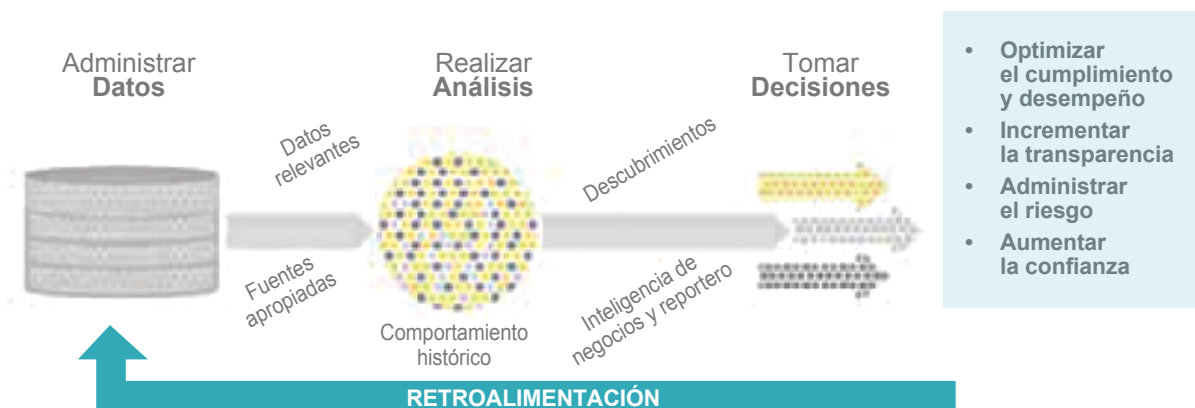 Administrar
Datos
Datos
relevantes
Fuentes
apropiadas
Realizar
Análisis
Comportamiento
histórico
Descubrimientos
Inteligencia de
negocios y reportero
Tomar
Decisiones
• Optimizar
el cumplimiento
y desempeño
• Incrementar
la transparencia
• Administrar
el riesgo
• Aumentar
la confianza
RETROALIMENTACIÓN